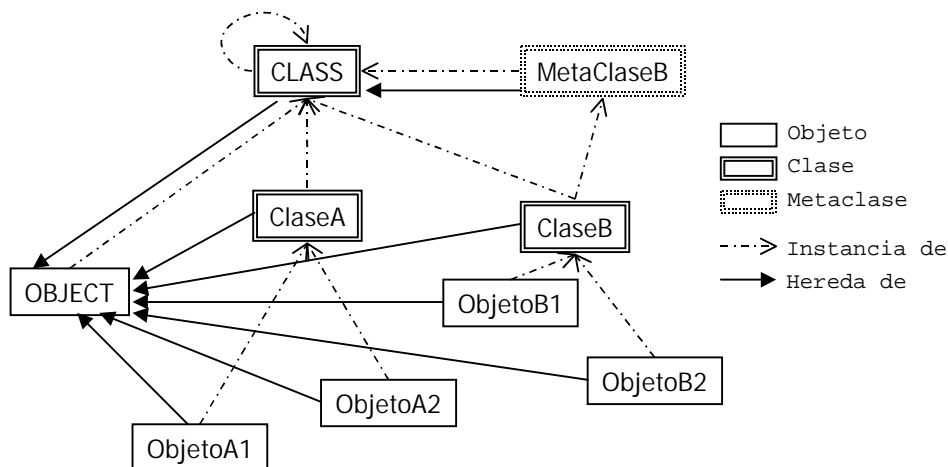 CLASS
MetaClaseB
Objeto
Clase
Metaclase
ClaseA
ClaseB
Instancia de
Hereda de
OBJECT
ObjetoB1
ObjetoB2
ObjetoA2
ObjetoA1